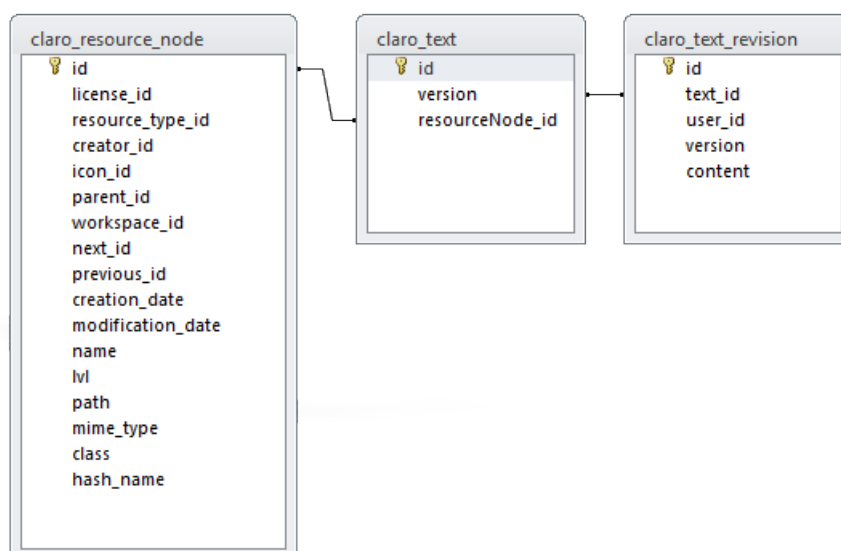 claro_resource_node
id
license_id
resource_type_id
creator_id
icon_id
parent_id
workspace_id
next_id
previous_id
creation_date
modification_date
name
lvl
path
mime_type
class
hash_name
claro_text
id
version
resourceNode_id
claro_text_revision
id
text_id
user_id
version
content